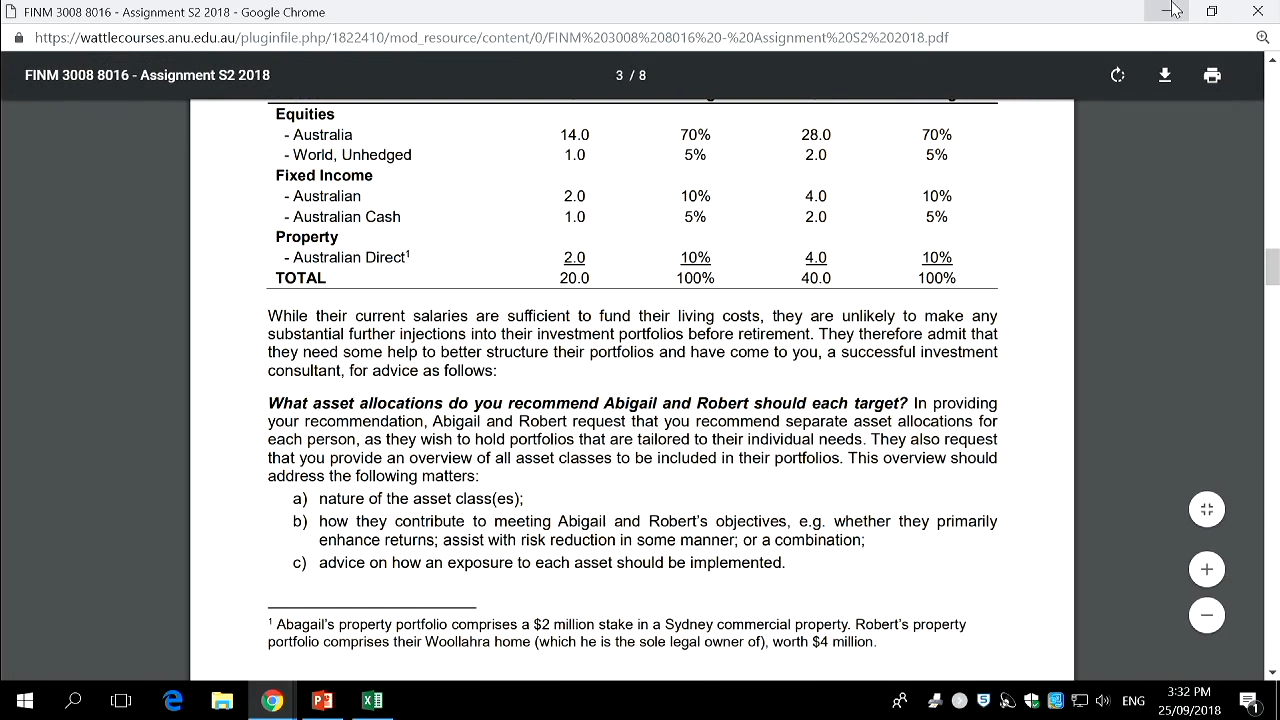 FINM 3008 8016 - Assignment S2 2018 - Google Chrome
https://wattlecourses.anu.edu.au/pluginfile.php/1822410/mod_resource/content/0/FINM%203008%208016%20-%20Assignment%20S2%202018.pdf
FINM 3008 8016 - Assignment S2 2018 3 / 8
Equities
- Australia 14.0 70% 28.0 70%
- World, Unhedged 1.0 5% 2.0 5%
Fixed Income
- Australian 2.0 10% 4.0 10%
- Australian Cash 1.0 5% 2.0 5%
Property
- Australian Direct1 2.0 10% 4.0 10%
TOTAL 20.0 100% 40.0 100%
While their current salaries are sufficient to fund their living costs, they are unlikely to make any
substantial further injections into their investment portfolios before retirement. They therefore admit that
they need some help to better structure their portfolios and have come to you, a successful investment
consultant, for advice as follows:
What asset allocations do you recommend Abigail and Robert should each target? In providing
your recommendation, Abigail and Robert request that you recommend separate asset allocations for
each person, as they wish to hold portfolios that are tailored to their individual needs. They also request
that you provide an overview of all asset classes to be included in their portfolios. This overview should
address the following matters:
a) nature of the asset class(es);
b) how they contribute to meeting Abigail and Robert's objectives, e.g. whether they primarily
enhance returns; assist with risk reduction in some manner; or a combination;
c) advice on how an exposure to each asset should be implemented.
1 Abagail's property portfolio comprises a $2 million stake in a Sydney commercial property. Robert's property
portfolio comprises their Woollahra home (which he is the sole legal owner of), worth $4 million.
ENG
3:32 PM
25/09/2018